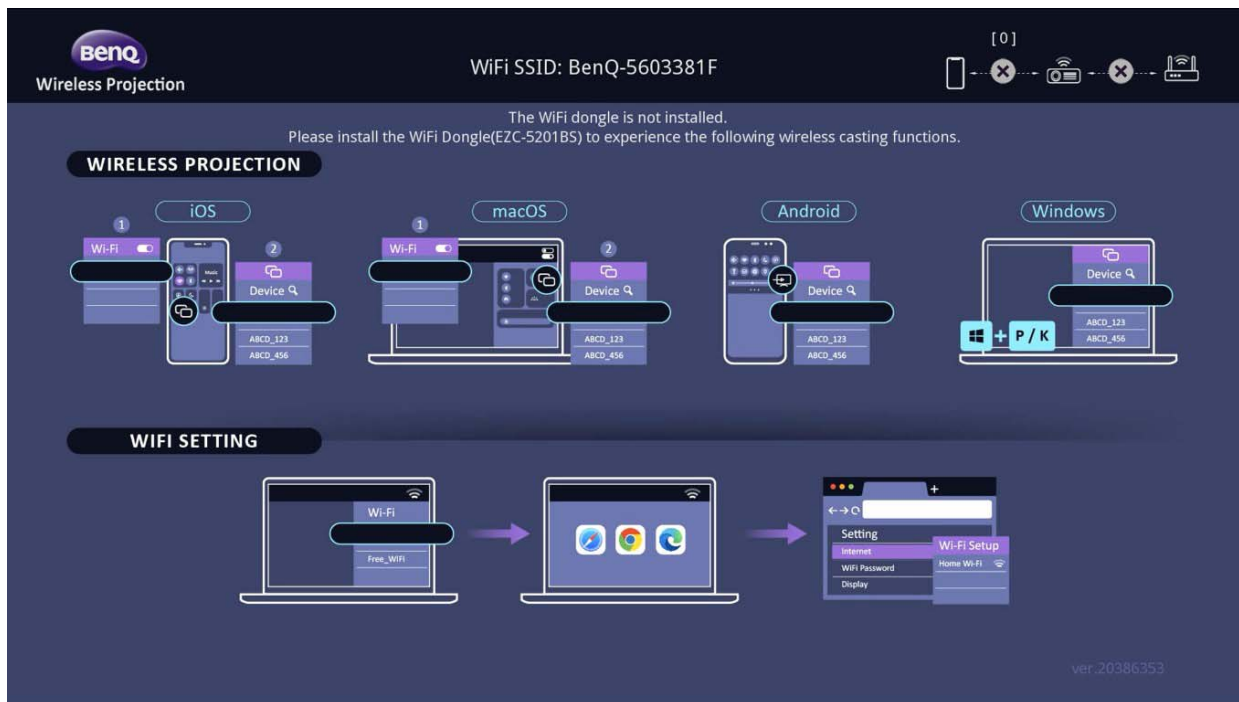 BenQ
Wireless Projection
WiFi SSID: BenQ-5603381F
[ 0 ]
The WiFi dongle is not installed.
Please install the WiFi Dongle(EZC-5201BS) to experience the following wireless casting functions.
WIRELESS PROJECTION
iOS
1
Wi-Fi
Music
2
Device
ABCD_123
ABCD_456
macOS
1
Wi-Fi
2
Device
ABCD_123
ABCD_456
Android
Device
ABCD_123
ABCD_456
Windows
Device
ABCD_123
ABCD_456
+ P / K
WIFI SETTING
Wi-Fi
Free_WIFI
+
Setting
Internet
WiFi Password
Display
Wi-Fi Setup
Home Wi-Fi
ver.20386353